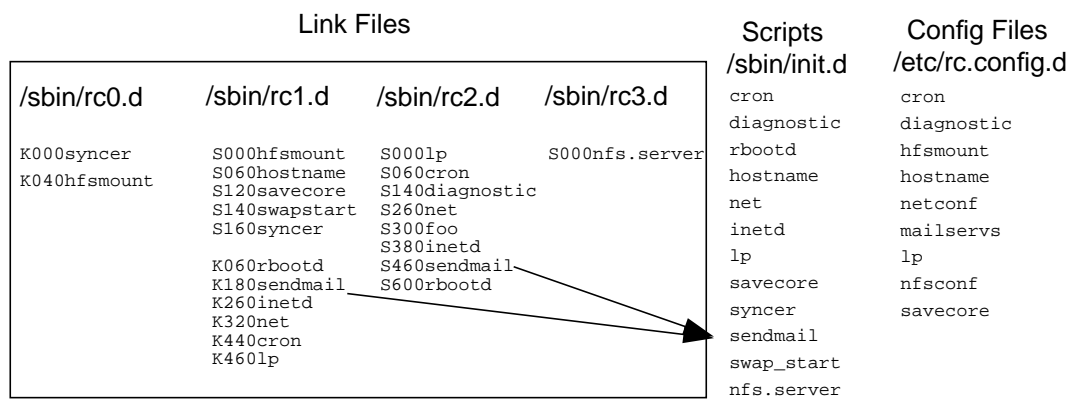 Link Files
/sbin/rc0.d
K000syncer
K040hfsmount
/sbin/rc1.d
S000hfsmount
S060hostname
S120savecore
S140swapstart
S160syncer
K060rbootd
K180sendmail
K260inetd
K320net
K440cron
K460lp
/sbin/rc2.d
S000lp
S060cron
S140diagnostic
S260net
S300foo
S380inetd
S460sendmail
S600rbootd
/sbin/rc3.d
S000nfs.server
Scripts
/sbin/init.d
cron
diagnostic
rbootd
hostname
net
inetd
lp
savecore
syncer
sendmail
swap_start
nfs.server
Config Files
/etc/rc.config.d
cron
diagnostic
hfsmount
hostname
netconf
mailservs
lp
nfsconf
savecore